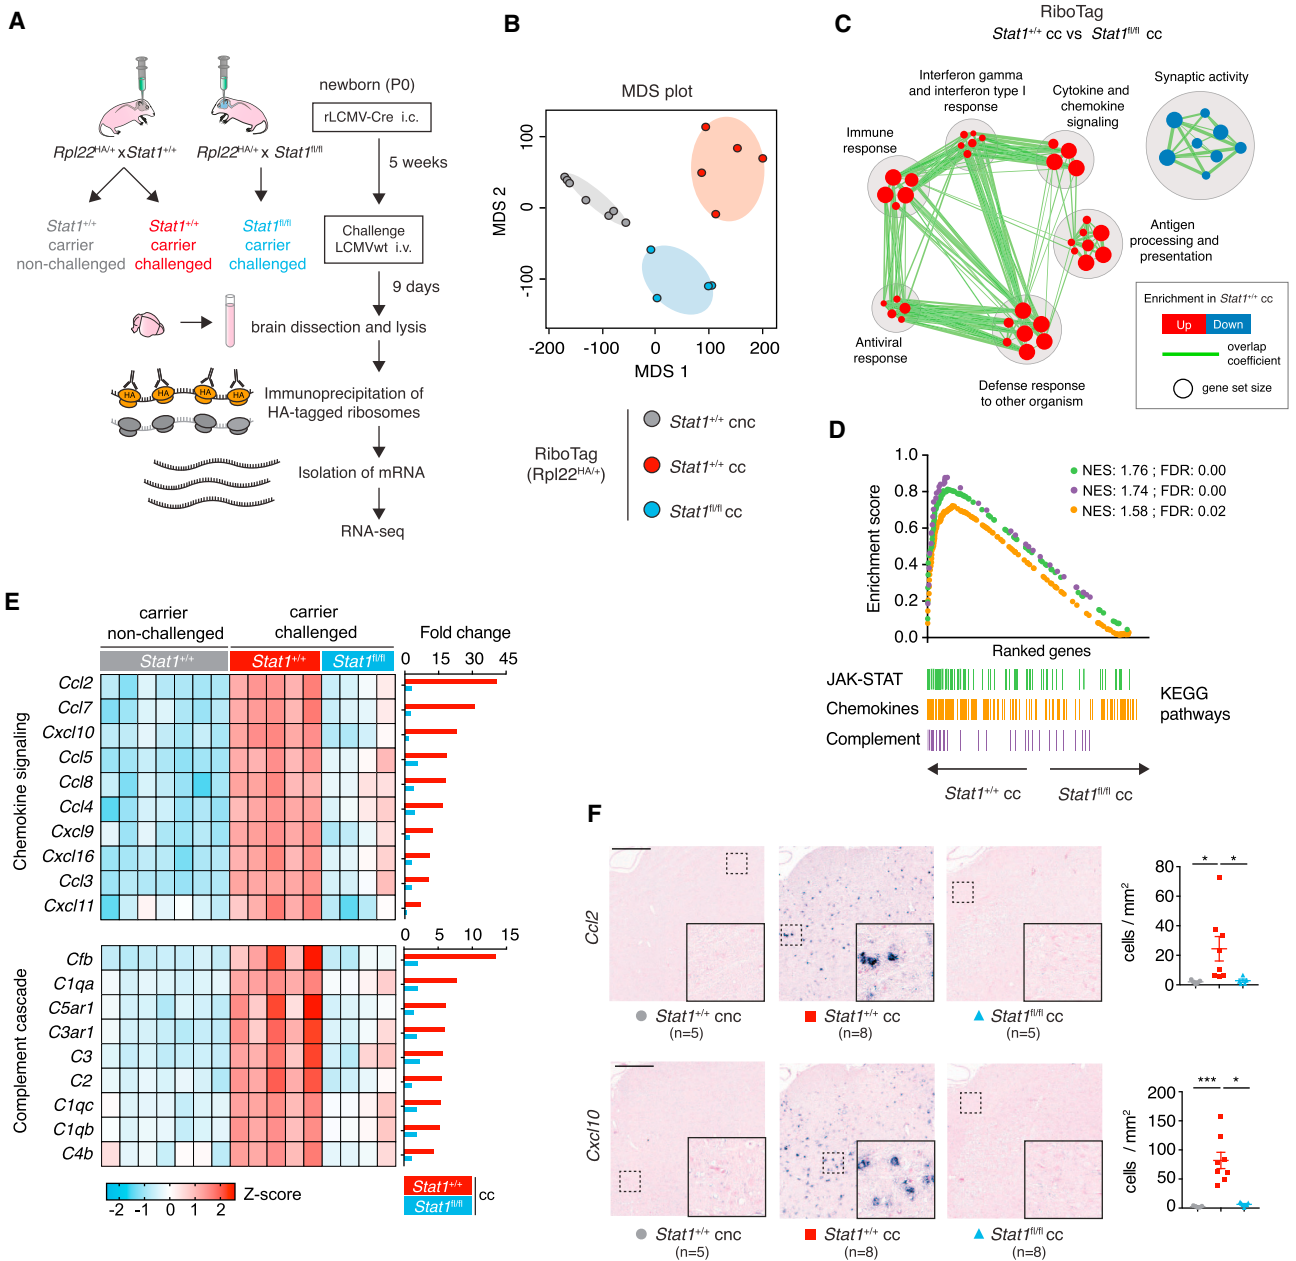 A
newborn (P0)
rLCMV-Cre i.c.
Rpl22HA/+ x Stat1+/+
Rpl22HA/+ x Stat1fl/fl
5 weeks
Stat1+/+
carrier
non-challenged
Stat1+/+
carrier
challenged
Stat1fl/fl
carrier
challenged
Challenge
LCMVwt i.v.
9 days
brain dissection and lysis
HA HA HA HA
Immunoprecipitation of
HA-tagged ribosomes
Isolation of mRNA
RNA-seq
B
MDS plot
MDS 2
100
0
-100
-200 -100 0 100 200
MDS 1
RiboTag
(Rpl22HA/+)
Stat1+/+ cnc
Stat1+/+ cc
Stat1fl/fl cc
C
RiboTag
Stat1+/+ cc vs Stat1fl/fl cc
Interferon gamma
and interferon type I
response
Cytokine and
chemokine
signaling
Synaptic activity
Immune
response
Antigen
processing and
presentation
Antiviral
response
Defense response
to other organism
Enrichment in Stat1+/+ cc
Up Down
overlap
coefficient
gene set size
D
Enrichment score
1.0
0.8
0.6
0.4
0.2
0.0
NES: 1.76 ; FDR: 0.00
NES: 1.74 ; FDR: 0.00
NES: 1.58 ; FDR: 0.02
Ranked genes
JAK-STAT
Chemokines
Complement
KEGG
pathways
Stat1+/+ cc
Stat1fl/fl cc
E
carrier
non-challenged
carrier
challenged
Fold change
Stat1+/+ Stat1+/+ Stat1fl/fl
0 15 30 45
Chemokine signaling
Ccl2
Ccl7
Cxcl10
Ccl5
Ccl8
Ccl4
Cxcl9
Cxcl16
Ccl3
Cxcl11
0 5 10 15
Complement cascade
Cfb
C1qa
C5ar1
C3ar1
C3
C2
C1qc
C1qb
C4b
-2 -1 0 1 2
Z-score
Stat1+/+
Stat1fl/fl
cc
F
Ccl2
Stat1+/+ cnc
(n=5)
Stat1+/+ cc
(n=8)
Stat1fl/fl cc
(n=5)
cells / mm2
80
60
40
20
0
* *
Cxcl10
Stat1+/+ cnc
(n=5)
Stat1+/+ cc
(n=8)
Stat1fl/fl cc
(n=8)
cells / mm2
200
150
100
50
0
*** *